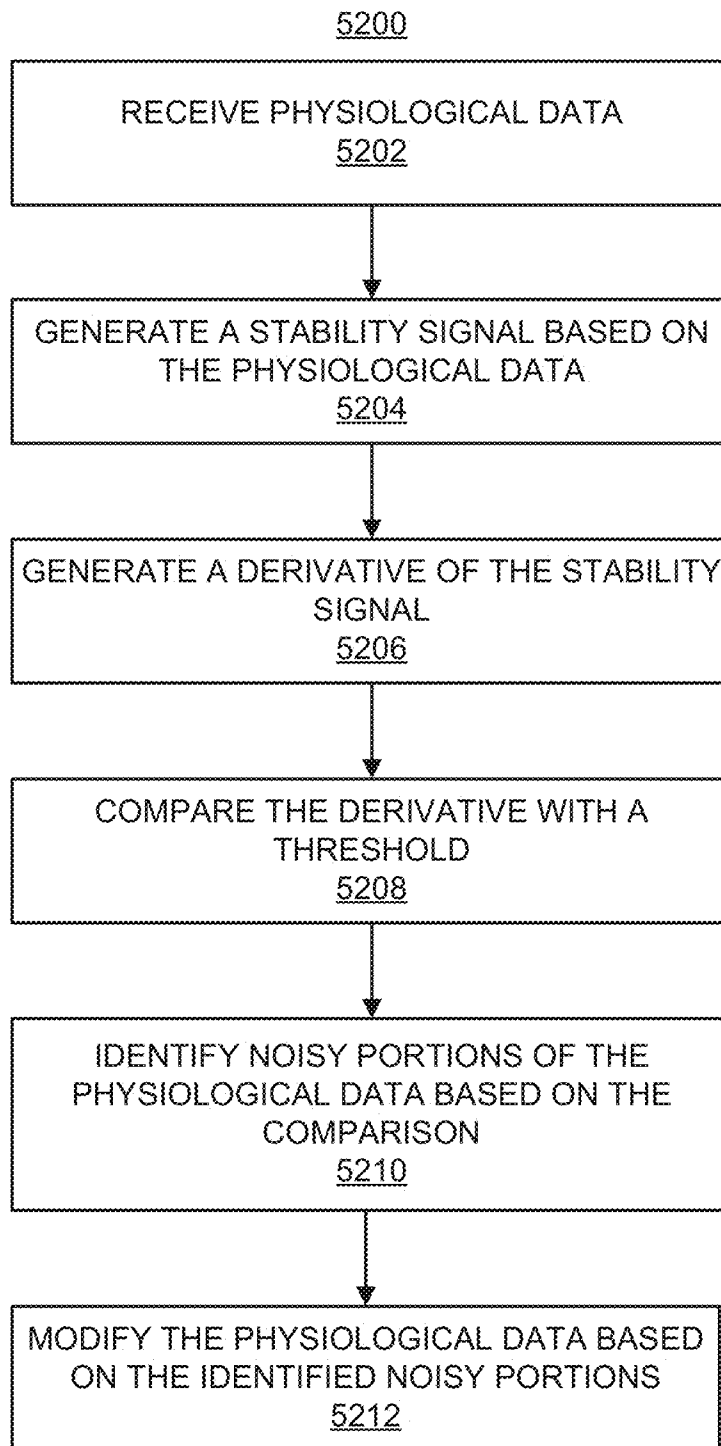 5200
RECEIVE PHYSIOLOGICAL DATA
5202
GENERATE A STABILITY SIGNAL BASED ON
THE PHYSIOLOGICAL DATA
5204
GENERATE A DERIVATIVE OF THE STABILITY
SIGNAL
5206
COMPARE THE DERIVATIVE WITH A
THRESHOLD
5208
IDENTIFY NOISY PORTIONS OF THE
PHYSIOLOGICAL DATA BASED ON THE
COMPARISON
5210
MODIFY THE PHYSIOLOGICAL DATA BASED
ON THE IDENTIFIED NOISY PORTIONS
5212